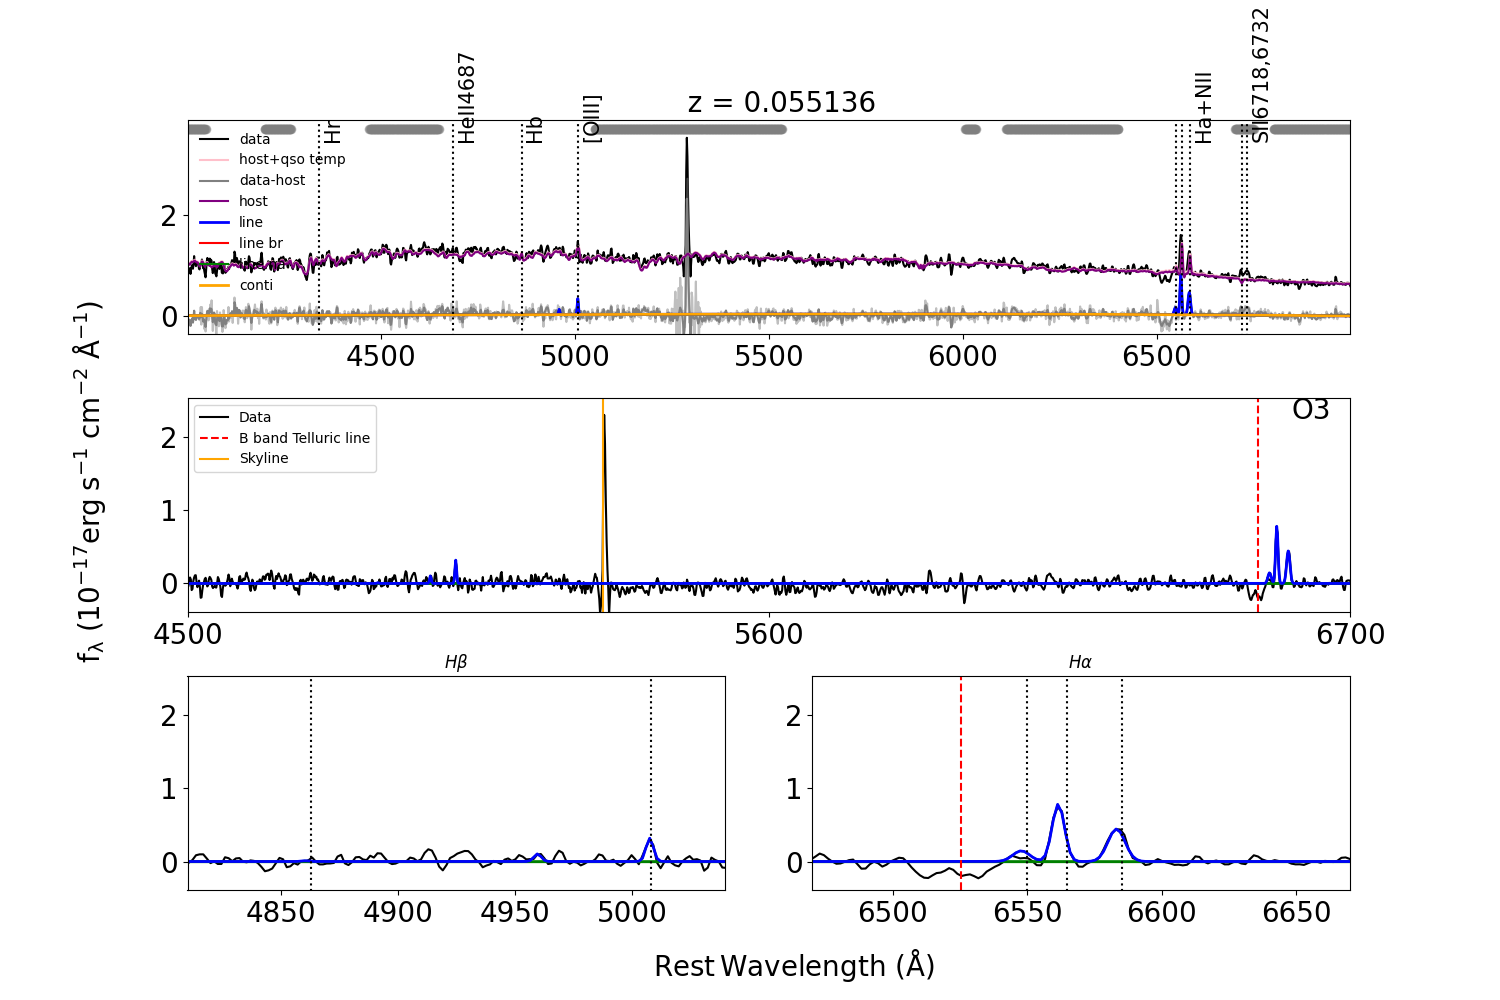 z = 0.055136
Hr
HeII4687
Hb
[OIII]
Ha+NII
SII6718,6732
data
host+qso temp
data-host
host
line
line br
conti
2
0
4500
5000
5500
6000
6500
O3
Data
B band Telluric line
Skyline
2
1
0
4500
5600
6700
fλ (10⁻¹⁷erg s⁻¹ cm⁻² Å⁻¹)
Hβ
2
1
0
4850
4900
4950
5000
Hα
2
1
0
6500
6550
6600
6650
Rest Wavelength (Å)